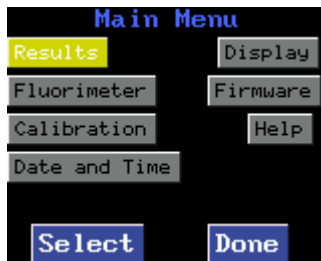 Main Menu
Results Display
Fluorimeter Firmware
Calibration Help
Date and Time
Select Done